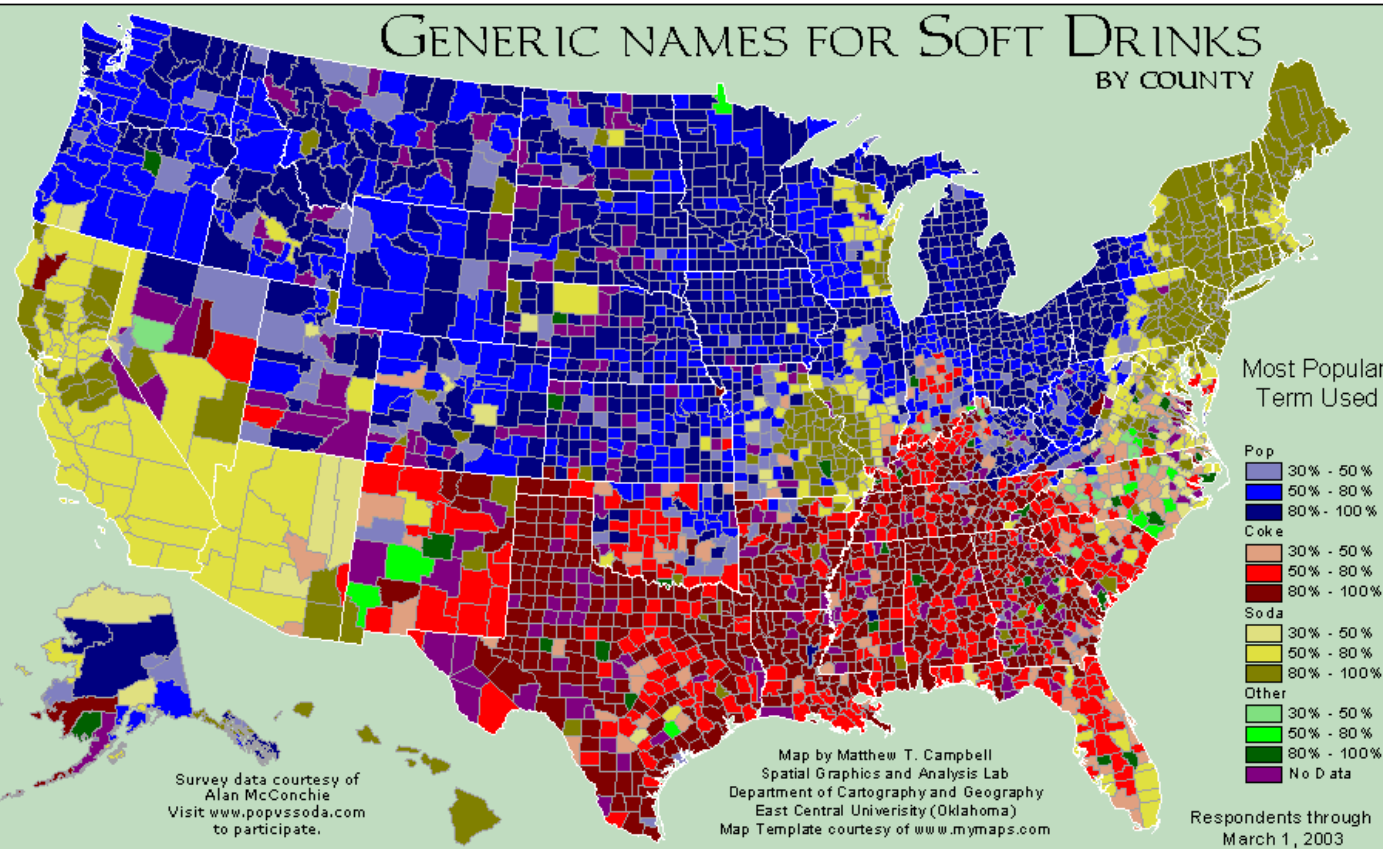 GENERIC NAMES FOR SOFT DRINKS
BY COUNTY
Most Popular
Term Used
Pop
30% - 50%
50% - 80%
80% - 100%
Coke
30% - 50%
50% - 80%
80% - 100%
Soda
30% - 50%
50% - 80%
80% - 100%
Other
30% - 50%
50% - 80%
80% - 100%
No Data
Survey data courtesy of
Alan McConchie
Visit www.popvssoda.com
to participate.
Map by Matthew T. Campbell
Spatial Graphics and Analysis Lab
Department of Cartography and Geography
East Central Univerisity (Oklahoma)
Map Template courtesy of www.mymaps.com
Respondents through
March 1, 2003